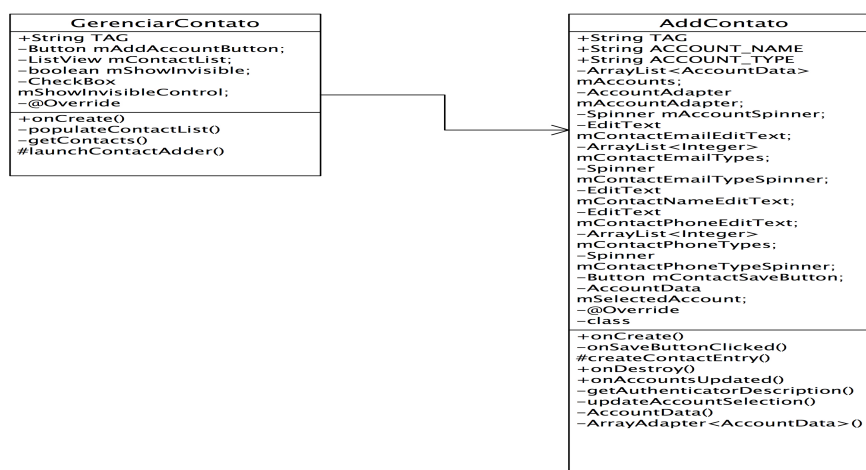 GerenciarContato
+String TAG
-Button mAddAccountButton;
-ListView mContactList;
-boolean mShowInvisible;
-CheckBox
mShowInvisibleControl;
-@Override
+onCreate()
-populateContactList()
-getContacts()
#launchContactAdder()
AddContato
+String TAG
+String ACCOUNT_NAME
+String ACCOUNT_TYPE
-ArrayList<AccountData>
mAccounts;
-AccountAdapter
mAccountAdapter;
-Spinner mAccountSpinner;
-EditText
mContactEmailEditText;
-ArrayList<Integer>
mContactEmailTypes;
-Spinner
mContactEmailTypeSpinner;
-EditText
mContactNameEditText;
-EditText
mContactPhoneEditText;
-ArrayList<Integer>
mContactPhoneTypes;
-Spinner
mContactPhoneTypeSpinner;
-Button mContactSaveButton;
-AccountData
mSelectedAccount;
-@Override
-class
+onCreate()
-onSaveButtonClicked()
#createContactEntry()
+onDestroy()
+onAccountsUpdated()
-getAuthenticatorDescription()
-updateAccountSelection()
-AccountData()
-ArrayAdapter<AccountData>()